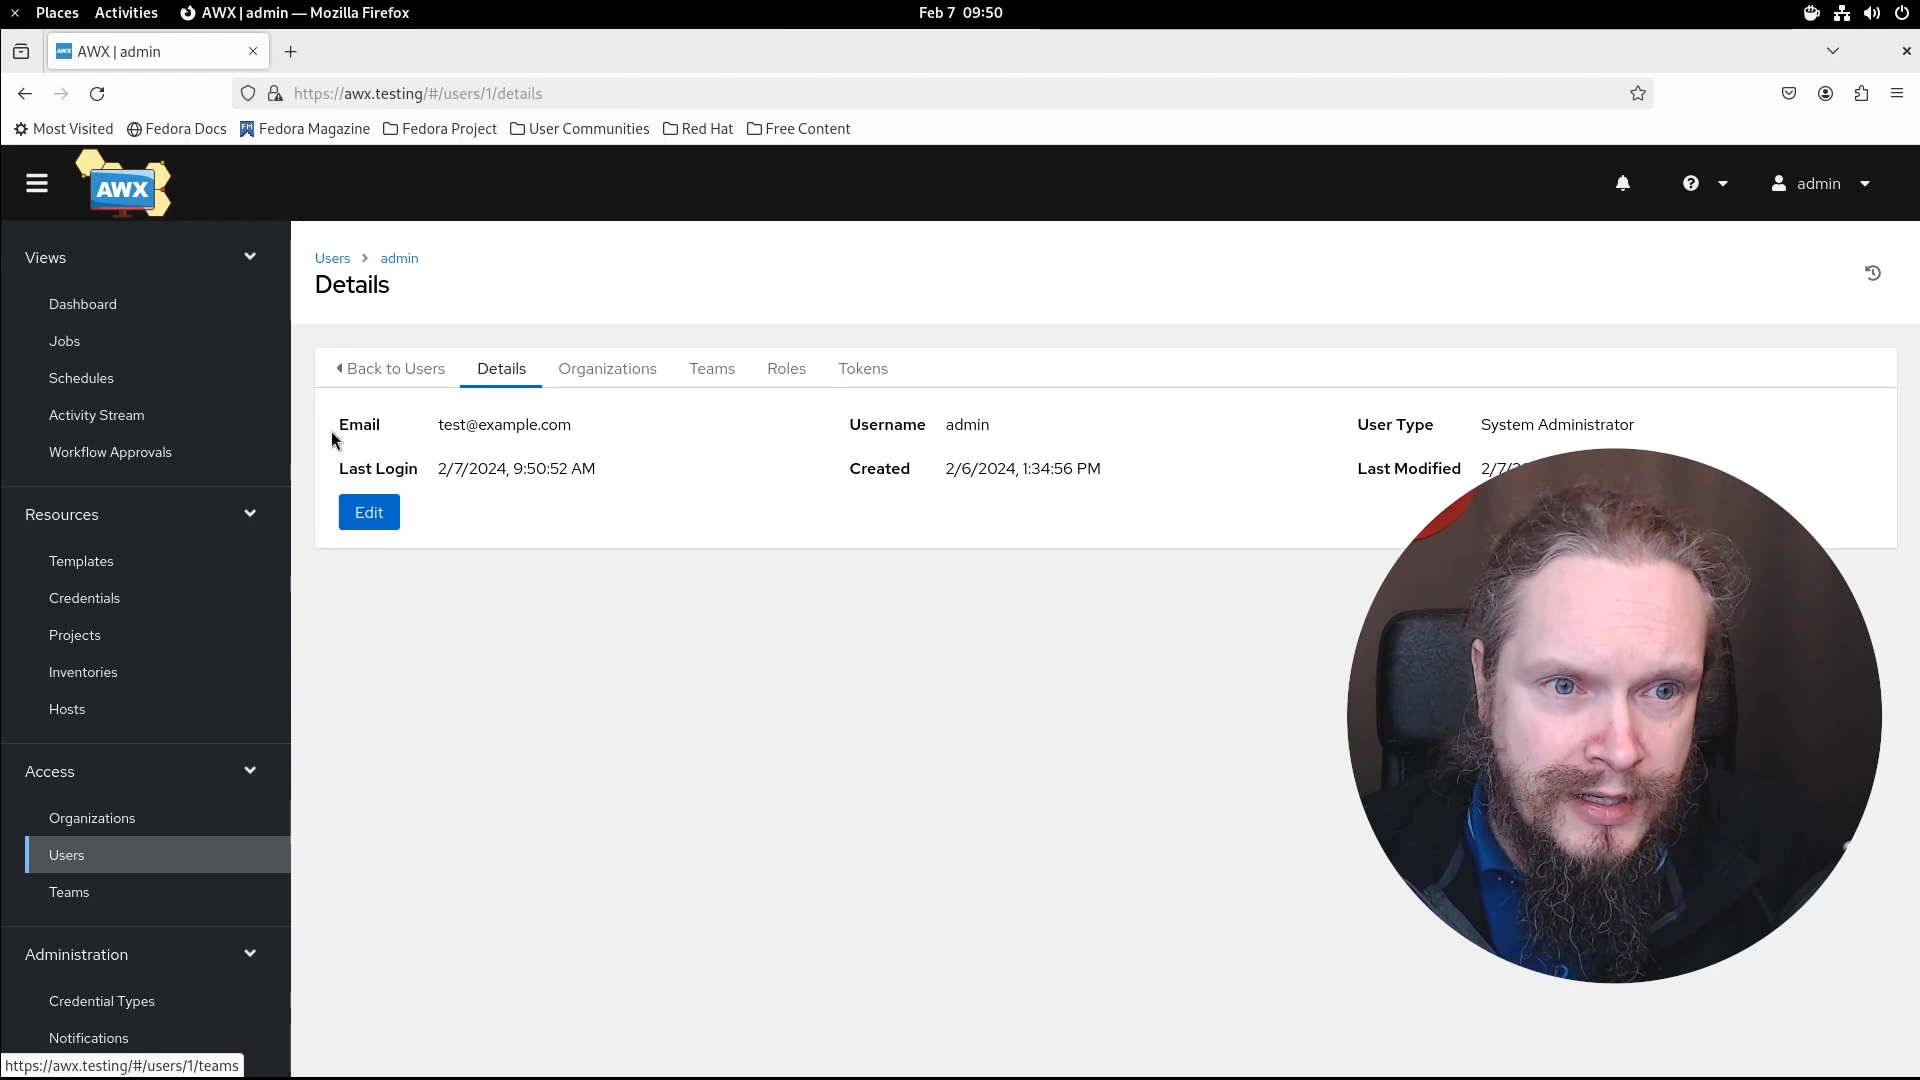 Places Activities AWX | admin — Mozilla Firefox Feb 7 09:50
AWX | admin
https://awx.testing/#/users/1/details
Most Visited Fedora Docs Fedora Magazine Fedora Project User Communities Red Hat Free Content
AWX
admin
Views
Dashboard
Jobs
Schedules
Activity Stream
Workflow Approvals
Resources
Templates
Credentials
Projects
Inventories
Hosts
Access
Organizations
Users
Teams
Administration
Credential Types
Notifications
https://awx.testing/#/users/1/teams
Users admin
Details
Back to Users Details Organizations Teams Roles Tokens
Email test@example.com Username admin User Type System Administrator
Last Login 2/7/2024, 9:50:52 AM Created 2/6/2024, 1:34:56 PM Last Modified
Edit